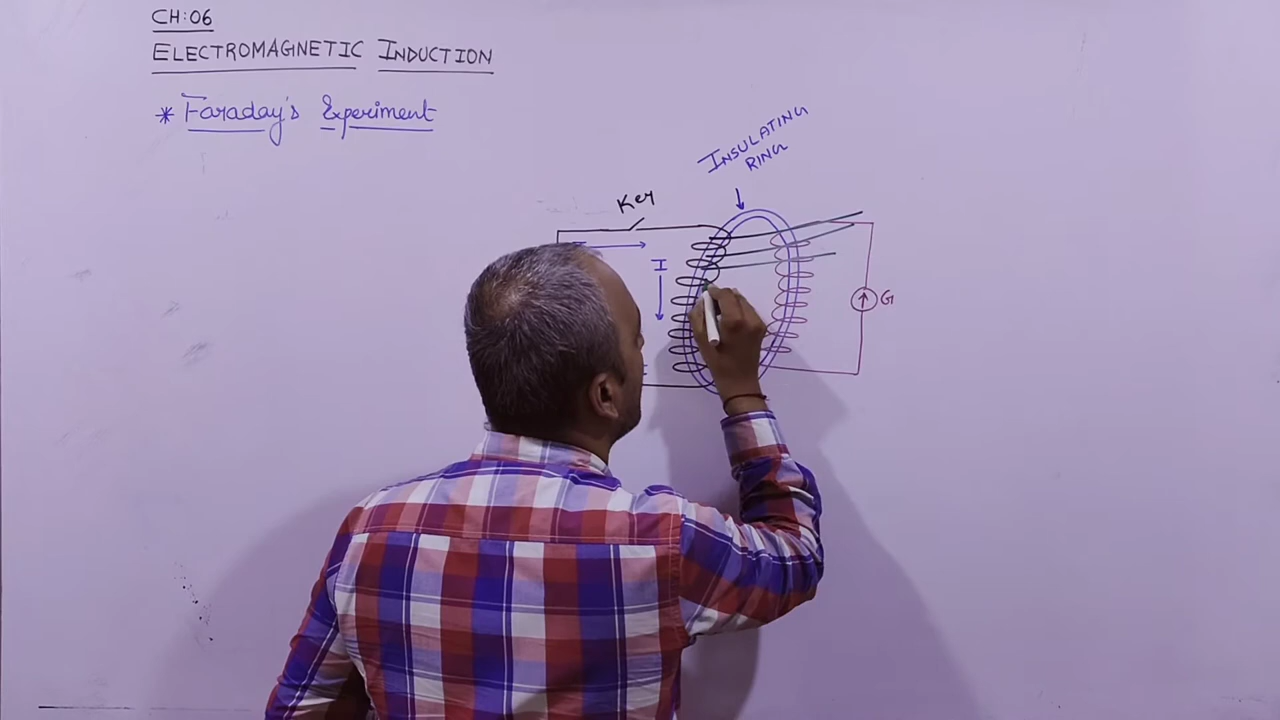 CH:06
ELECTROMAGNETIC INDUCTION
* Faraday's Experiment
INSULATING
RING
Key
I
G